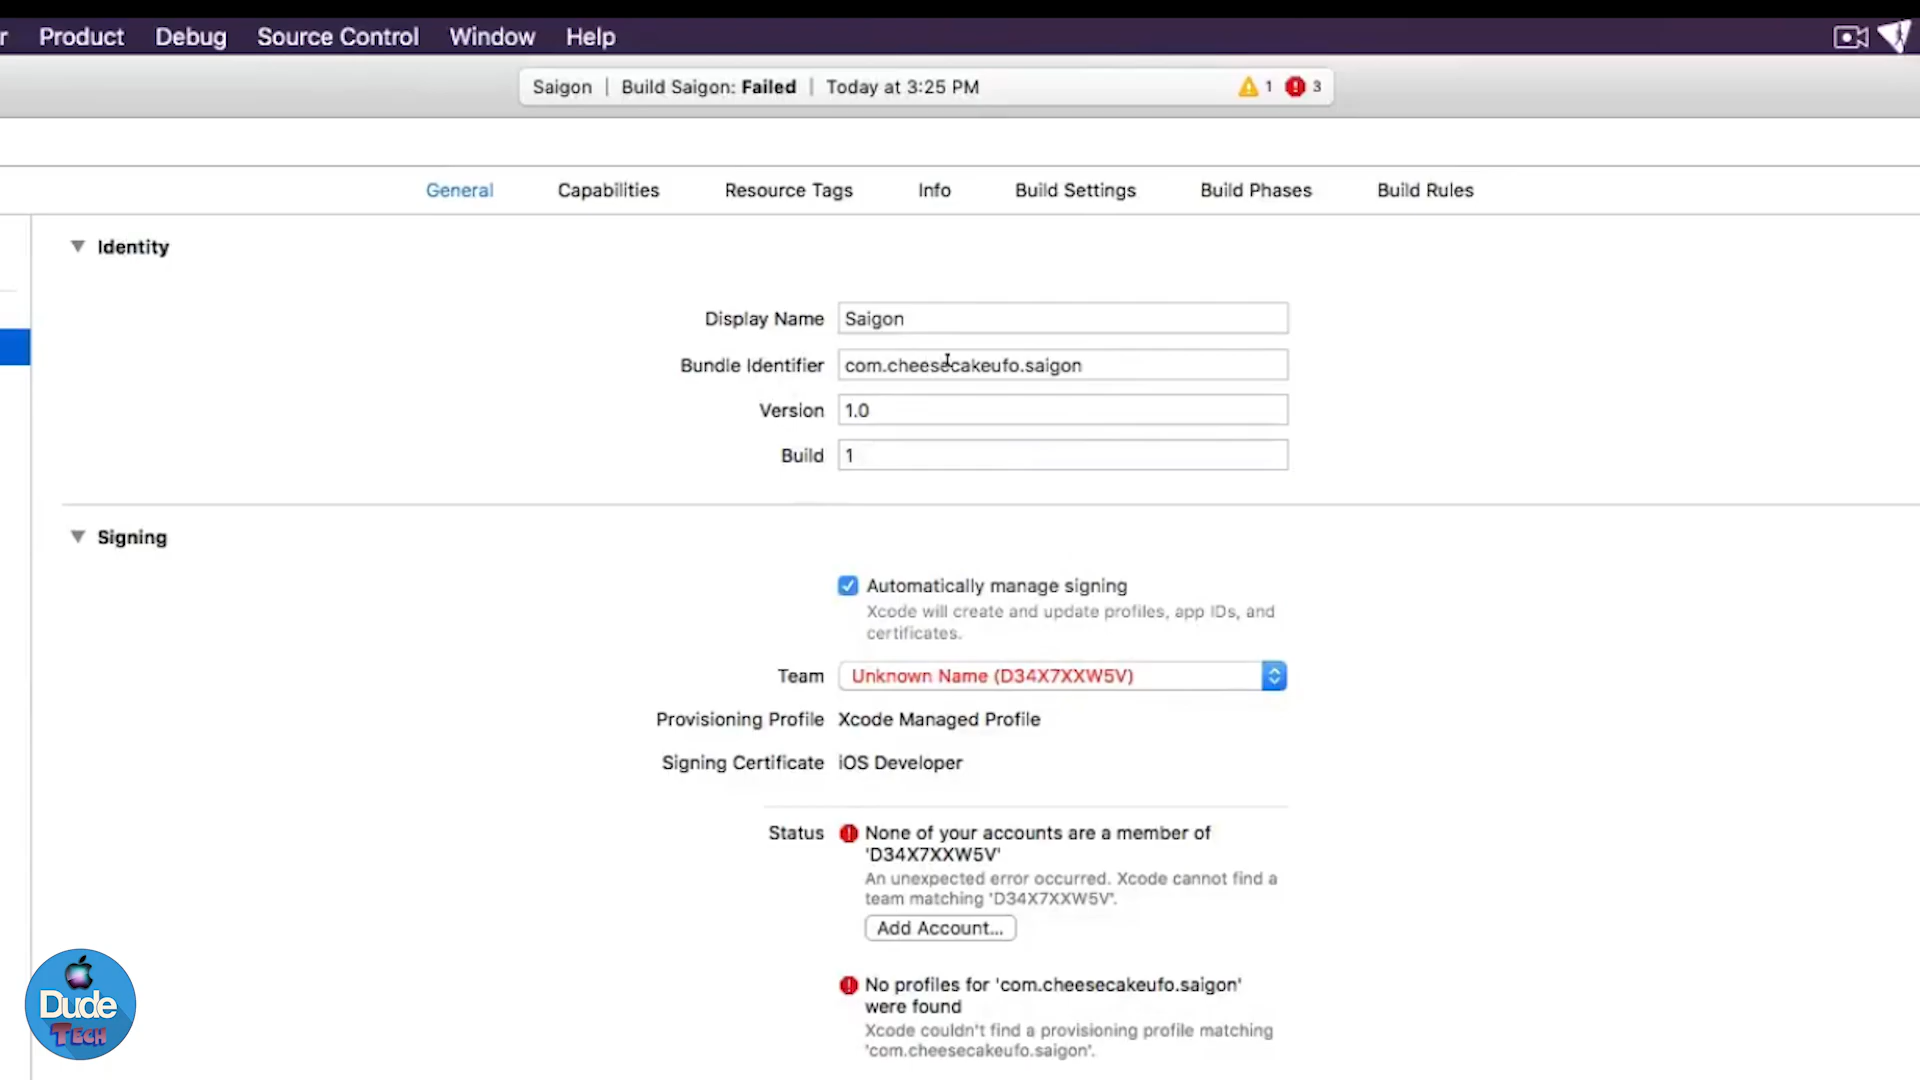 r Product Debug Source Control Window Help
Saigon | Build Saigon: Failed | Today at 3:25 PM 1 3
General Capabilities Resource Tags Info Build Settings Build Phases Build Rules
Identity
Display Name Saigon
Bundle Identifier com.cheesecakeufo.saigon
Version 1.0
Build 1
Signing
Automatically manage signing
Xcode will create and update profiles, app IDs, and
certificates.
Team Unknown Name (D34X7XXW5V)
Provisioning Profile Xcode Managed Profile
Signing Certificate iOS Developer
Status None of your accounts are a member of
'D34X7XXW5V'
An unexpected error occurred. Xcode cannot find a
team matching 'D34X7XXW5V'.
Add Account...
No profiles for 'com.cheesecakeufo.saigon'
were found
Xcode couldn't find a provisioning profile matching
'com.cheesecakeufo.saigon'.
Dude
TECH